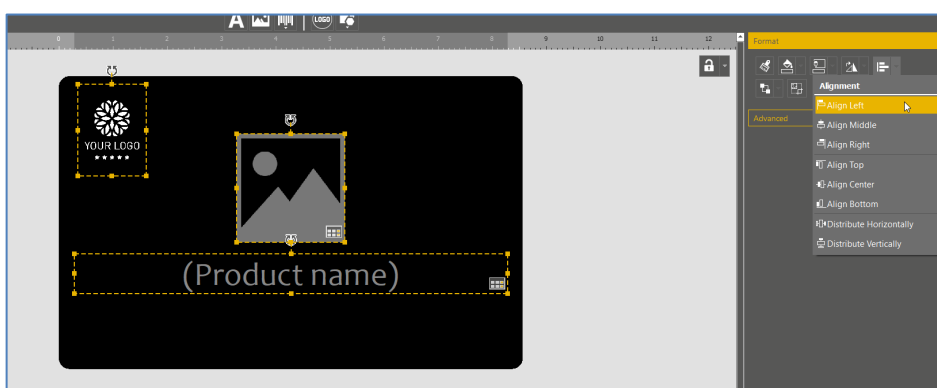 A
LOGO
0 1 2 3 4 5 6 7 8 9 10 11 12
Format
Alignment
Align Left
Advanced
Align Middle
YOUR LOGO
Align Right
Align Top
Align Center
Align Bottom
Distribute Horizontally
Distribute Vertically
(Product name)